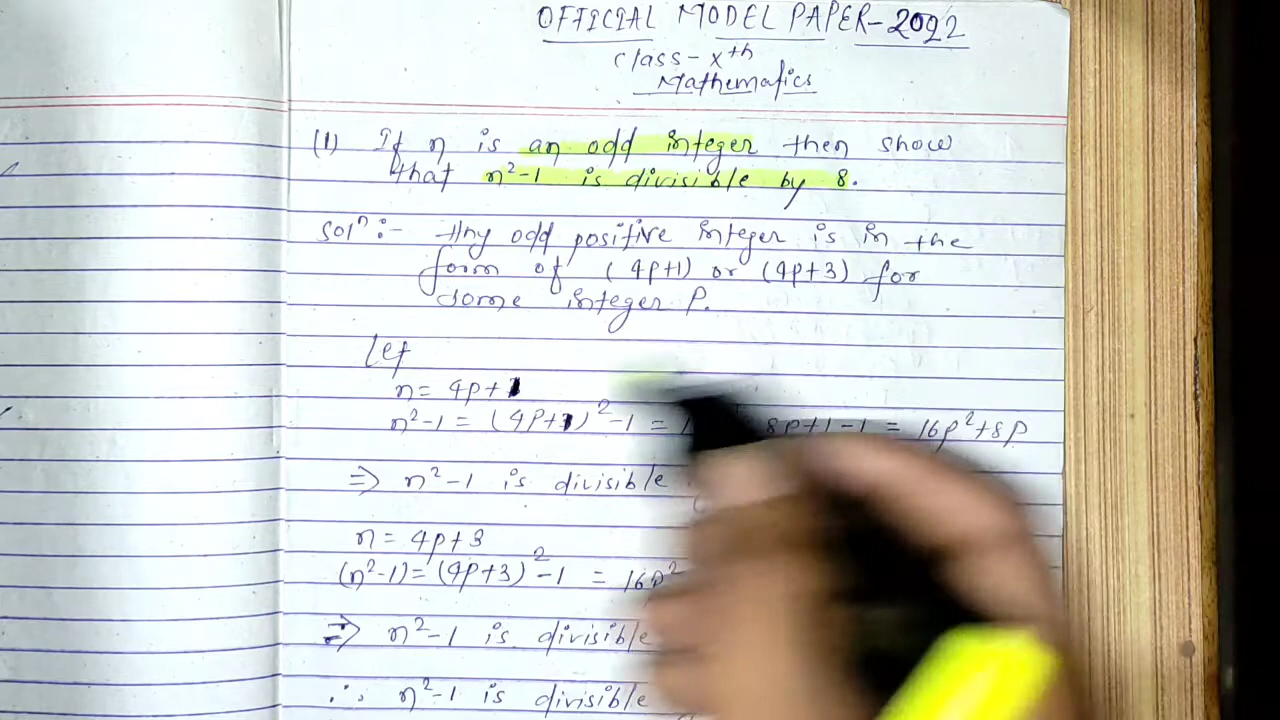 OFFICIAL MODEL PAPER-2022
Class-Xth
Mathematics
(1) If n is an odd integer then show
that n²-1 is divisible by 8.
Solⁿ:- Any odd positive integer is in the
form of (4p+1) or (4p+3) for
some integer P.
Let
n= 4p+1
n²-1 = (4p+1)²-1 = 8p+1-1 = 16p²+8p
⇒ n²-1 is divisible
n= 4p+3
(n²-1)= (4p+3)²-1 = 16p²
⇒ n²-1 is divisible
∴ n²-1 is divisible